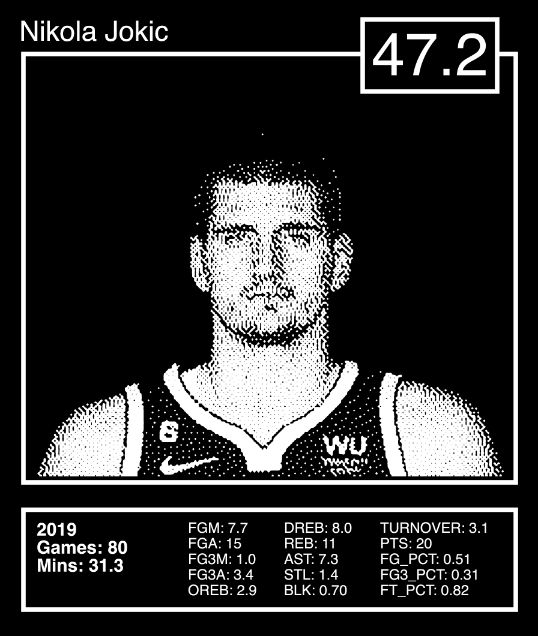 Nikola Jokic
47.2
6
WU
2019
Games: 80
Mins: 31.3
FGM: 7.7
FGA: 15
FG3M: 1.0
FG3A: 3.4
OREB: 2.9
DREB: 8.0
REB: 11
AST: 7.3
STL: 1.4
BLK: 0.70
TURNOVER: 3.1
PTS: 20
FG_PCT: 0.51
FG3_PCT: 0.31
FT_PCT: 0.82